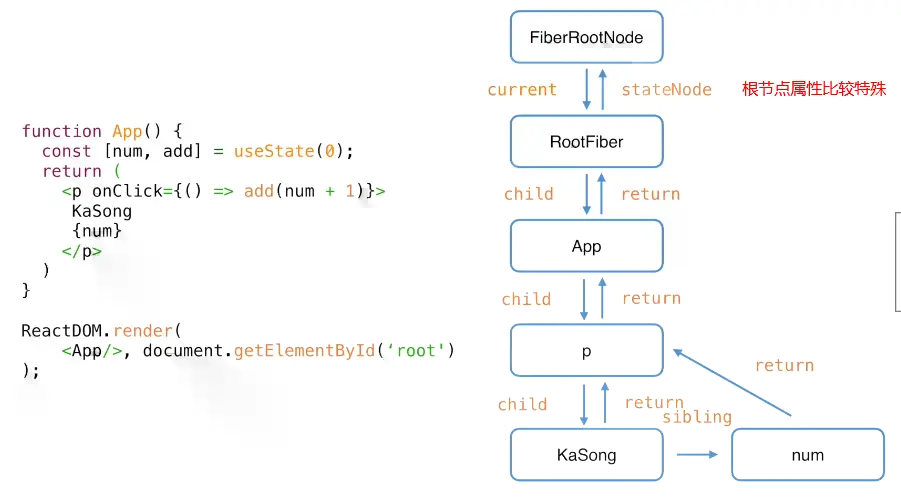 function App() {
  const [num, add] = useState(0);
  return (
    <p onClick={() => add(num + 1)}>
     KaSong
     {num}
    </p>
  )
}
ReactDOM.render(
    <App/>, document.getElementById(‘root')
);
FiberRootNode
current
stateNode
根节点属性比较特殊
RootFiber
child
return
App
child
return
p
return
child
return
sibling
KaSong
num